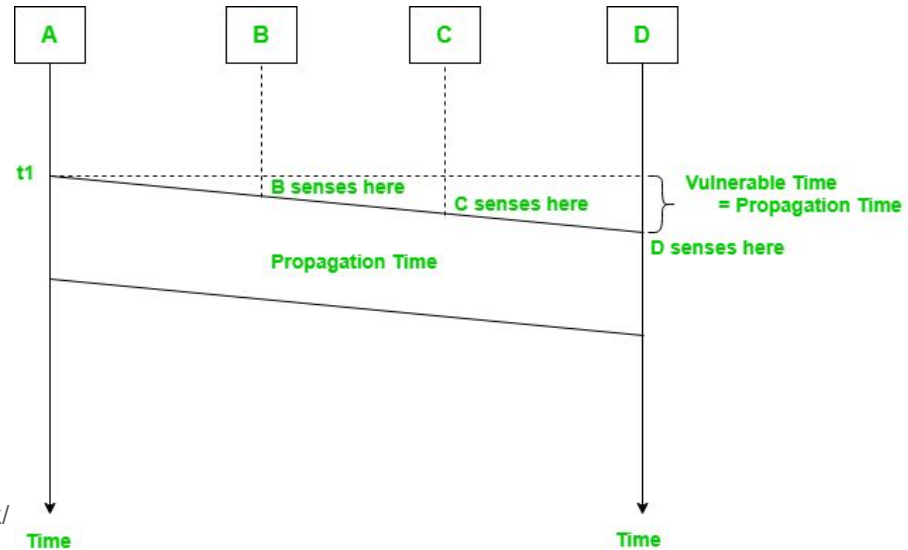 A
B
C
D
t1
B senses here
C senses here
Vulnerable Time
= Propagation Time
D senses here
Propagation Time
t/
Time
Time